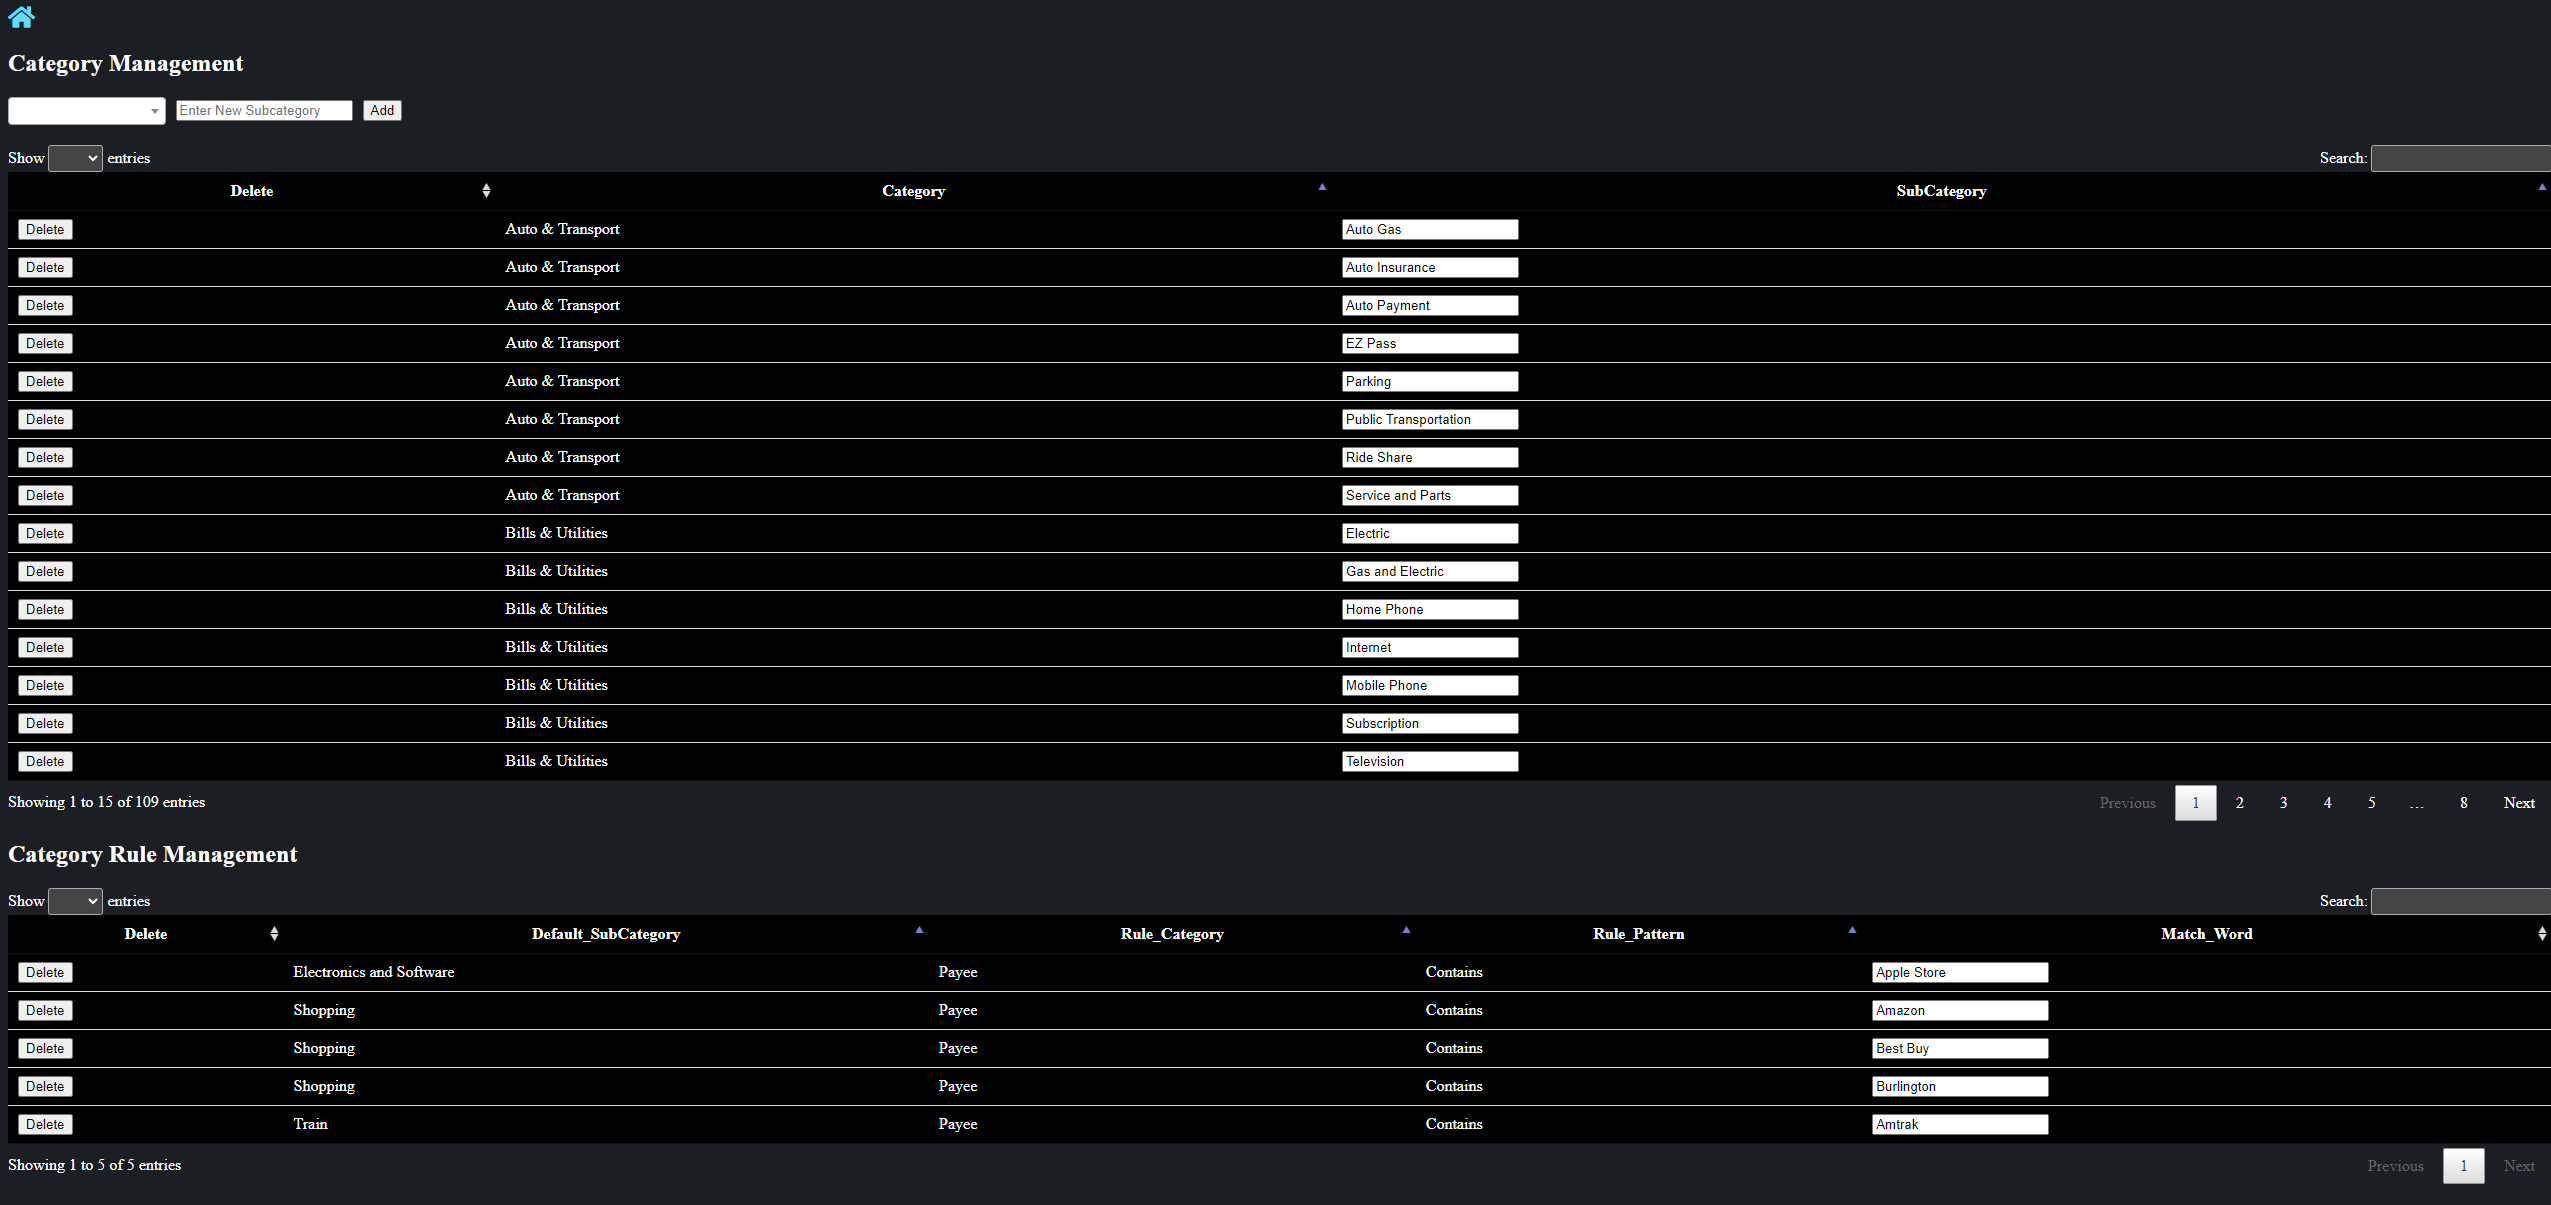 Category Management
Enter New Subcategory Add
Show entries Search:
Delete Category SubCategory
Delete Auto & Transport Auto Gas
Delete Auto & Transport Auto Insurance
Delete Auto & Transport Auto Payment
Delete Auto & Transport EZ Pass
Delete Auto & Transport Parking
Delete Auto & Transport Public Transportation
Delete Auto & Transport Ride Share
Delete Auto & Transport Service and Parts
Delete Bills & Utilities Electric
Delete Bills & Utilities Gas and Electric
Delete Bills & Utilities Home Phone
Delete Bills & Utilities Internet
Delete Bills & Utilities Mobile Phone
Delete Bills & Utilities Subscription
Delete Bills & Utilities Television
Showing 1 to 15 of 109 entries Previous 1 2 3 4 5 … 8 Next
Category Rule Management
Show entries Search:
Delete Default_SubCategory Rule_Category Rule_Pattern Match_Word
Delete Electronics and Software Payee Contains Apple Store
Delete Shopping Payee Contains Amazon
Delete Shopping Payee Contains Best Buy
Delete Shopping Payee Contains Burlington
Delete Train Payee Contains Amtrak
Showing 1 to 5 of 5 entries Previous 1 Next